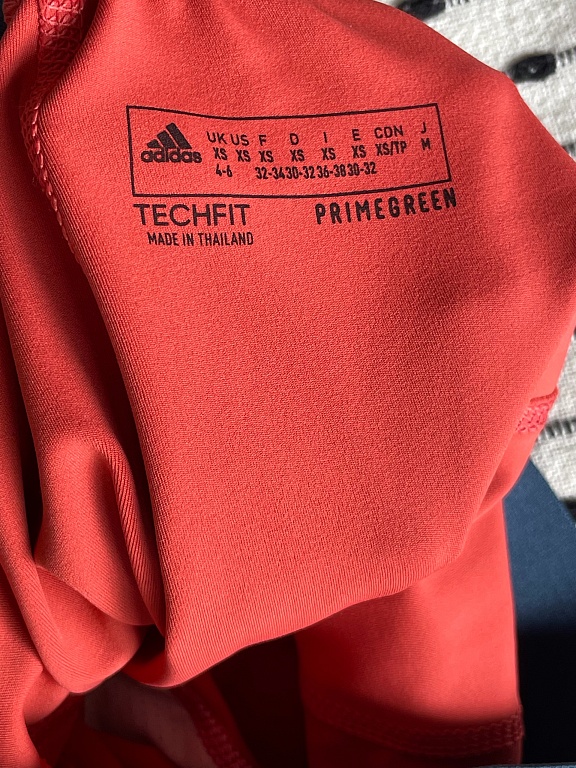 adidas
UK US F D I E CDN J
XS XS XS XS XS XS XS/TP M
4-6 32-34 30-32 36-38 30-32
TECHFIT PRIMEGREEN
MADE IN THAILAND